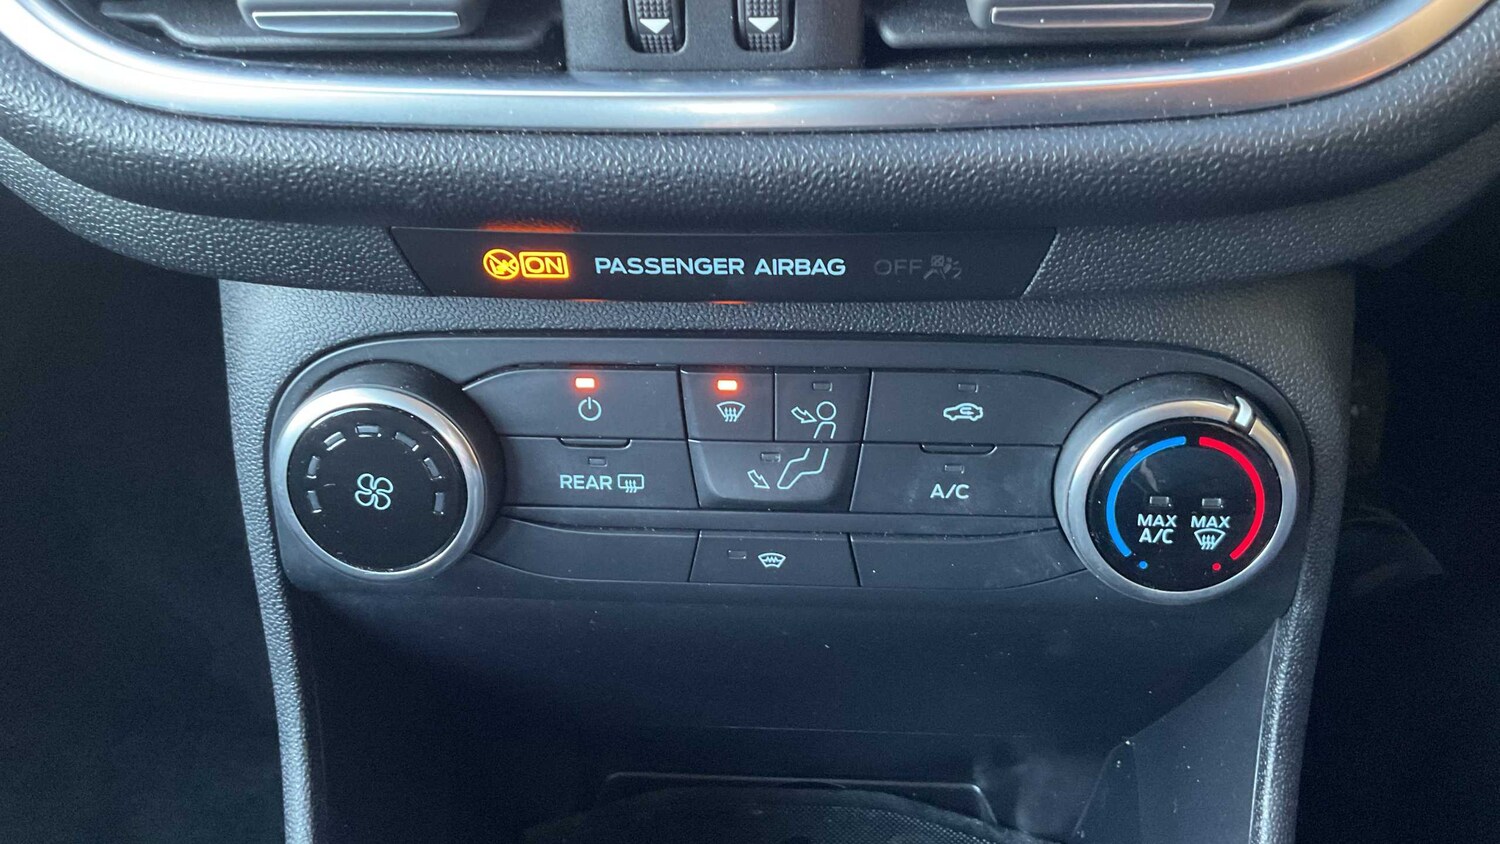 ON PASSENGER AIRBAG OFF
REAR
A/C
MAX
A/C
MAX